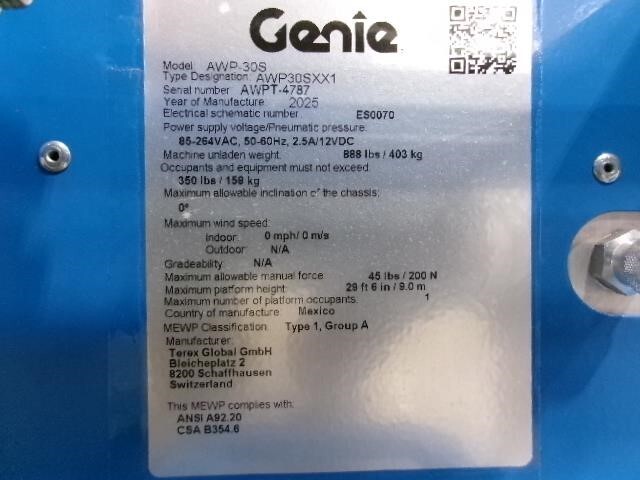 Genie
Model AWP-30S
Type Designation: AWP30SXX1
Serial number AWPT-4787
Year of Manufacture 2025
Electrical schematic number ES0070
Power supply voltage/Pneumatic pressure:
85-264VAC, 50-60Hz, 2.5A/12VDC
Machine unladen weight: 888 lbs / 403 kg
Occupants and equipment must not exceed:
350 lbs / 159 kg
Maximum allowable inclination of the chassis:
0°
Maximum wind speed:
Indoor: 0 mph/ 0 m/s
Outdoor: N/A
Gradeability: N/A
Maximum allowable manual force 45 lbs / 200 N
Maximum platform height: 29 ft 6 in / 9.0 m
Maximum number of platform occupants: 1
Country of manufacture: Mexico
MEWP Classification: Type 1, Group A
Manufacturer:
Terex Global GmbH
Bleicheplatz 2
8200 Schaffhausen
Switzerland
This MEWP complies with:
ANSI A92.20
CSA B354.6